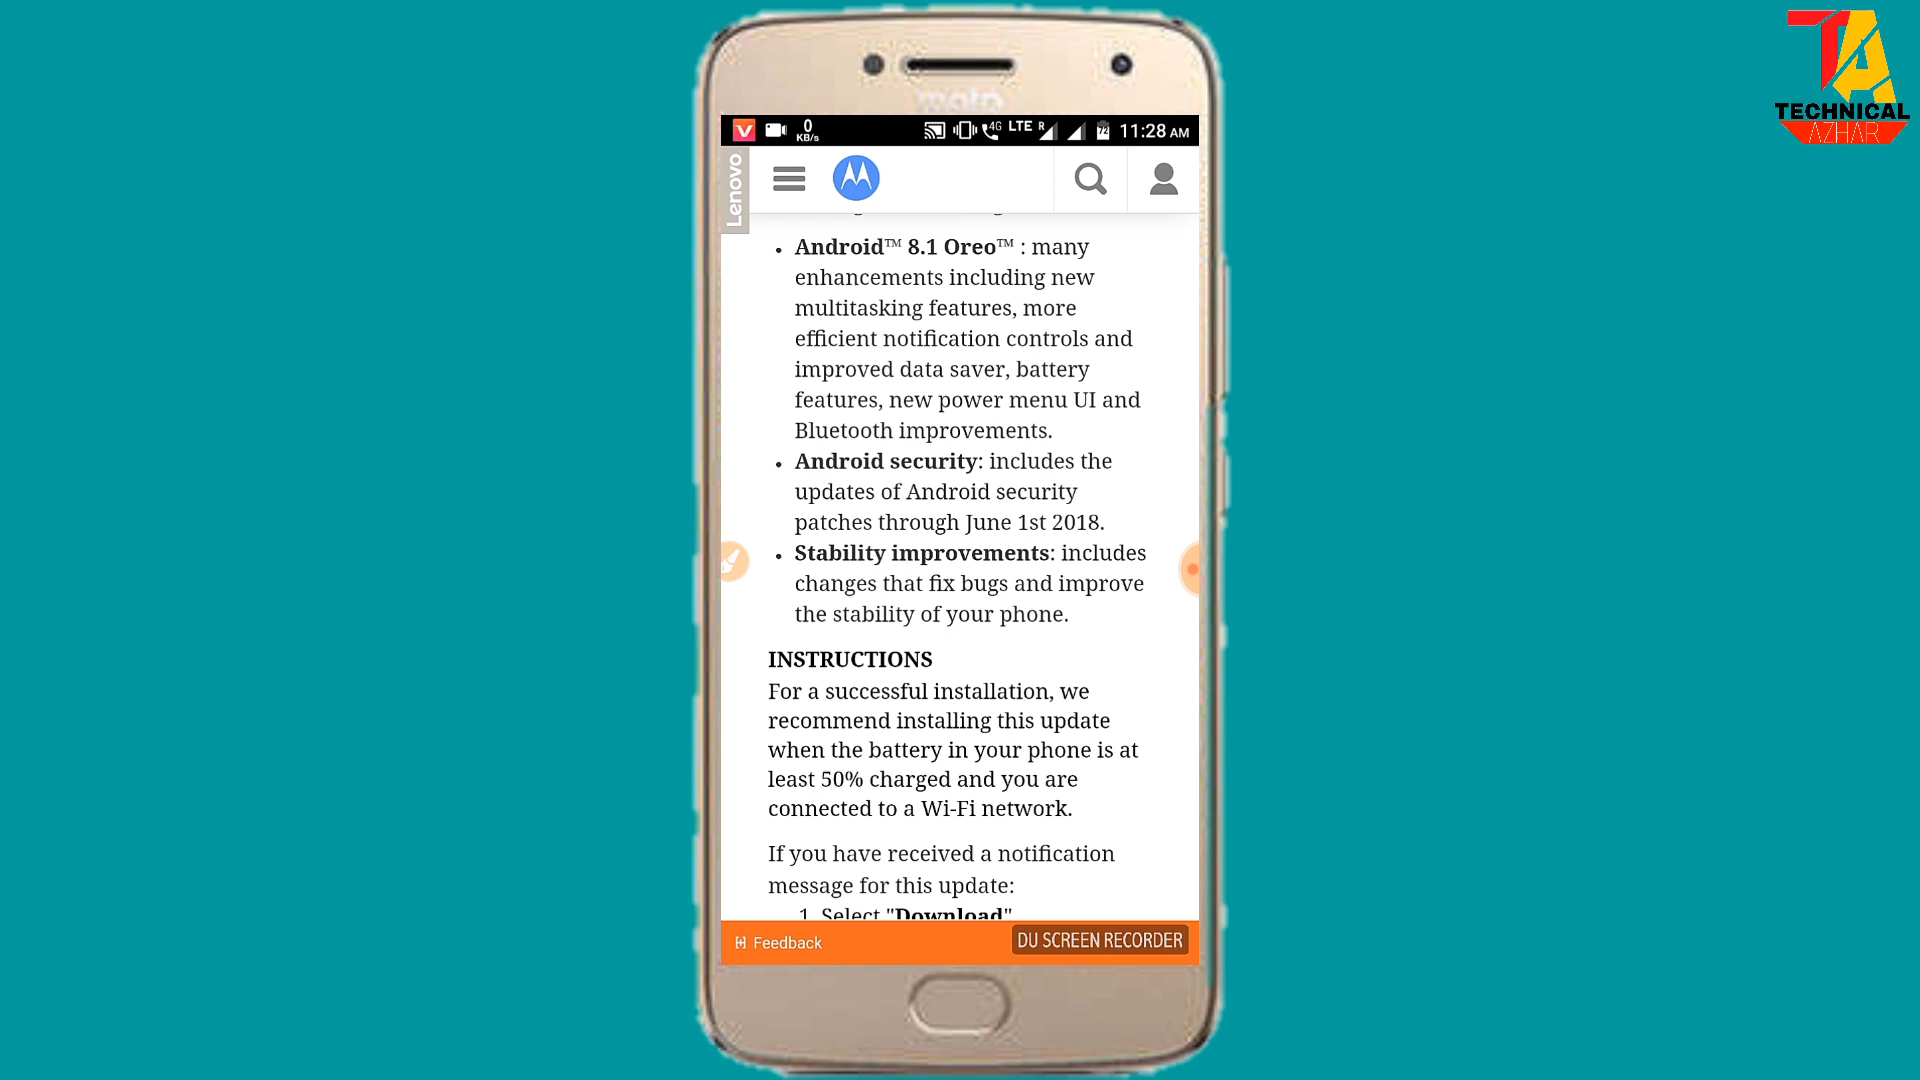 TECHNICAL
AZHAR
moto
0
KB/s
4G LTE R 72 11:28 AM
Lenovo
• Android™ 8.1 Oreo™ : many
enhancements including new
multitasking features, more
efficient notification controls and
improved data saver, battery
features, new power menu UI and
Bluetooth improvements.
• Android security: includes the
updates of Android security
patches through June 1st 2018.
• Stability improvements: includes
changes that fix bugs and improve
the stability of your phone.
INSTRUCTIONS
For a successful installation, we
recommend installing this update
when the battery in your phone is at
least 50% charged and you are
connected to a Wi-Fi network.
If you have received a notification
message for this update:
1. Select "Download"
[+] Feedback
DU SCREEN RECORDER